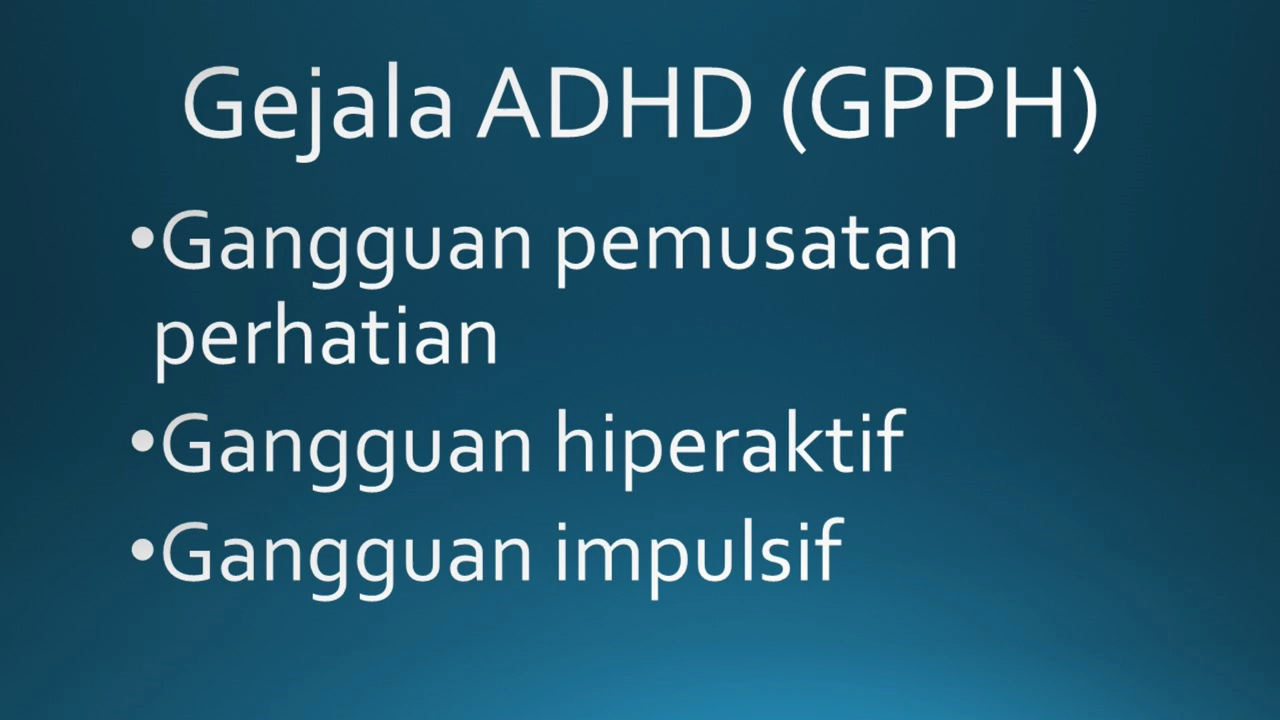 Gejala ADHD (GPPH)
•Gangguan pemusatan
perhatian
•Gangguan hiperaktif
•Gangguan impulsif